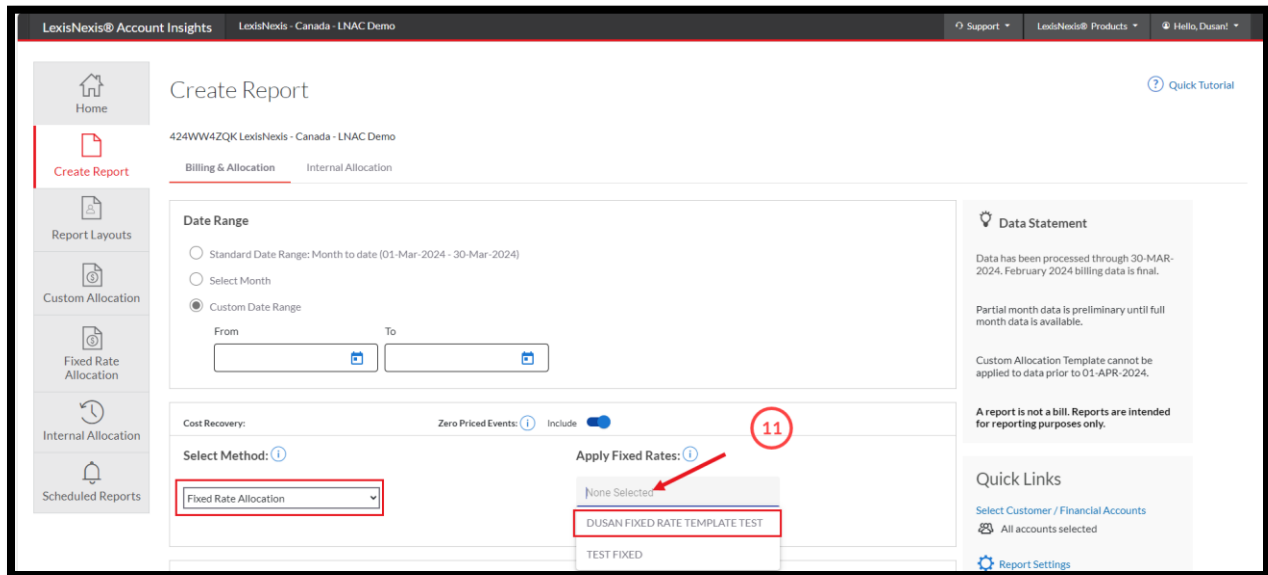 LexisNexis® Account Insights
LexisNexis - Canada - LNAC Demo
Support
LexisNexis® Products
Hello, Dusan!
Home
Create Report
Report Layouts
Custom Allocation
Fixed Rate
Allocation
Internal Allocation
Scheduled Reports
Create Report
? Quick Tutorial
424WW4ZQK LexisNexis - Canada - LNAC Demo
Billing & Allocation
Internal Allocation
Date Range
Standard Date Range: Month to date (01-Mar-2024 - 30-Mar-2024)
Select Month
Custom Date Range
From
To
Cost Recovery:
Zero Priced Events: i Include
11
Select Method: i
Apply Fixed Rates: i
Fixed Rate Allocation
None Selected
DUSAN FIXED RATE TEMPLATE TEST
TEST FIXED
Data Statement
Data has been processed through 30-MAR-
2024. February 2024 billing data is final.
Partial month data is preliminary until full
month data is available.
Custom Allocation Template cannot be
applied to data prior to 01-APR-2024.
A report is not a bill. Reports are intended
for reporting purposes only.
Quick Links
Select Customer / Financial Accounts
All accounts selected
Report Settings